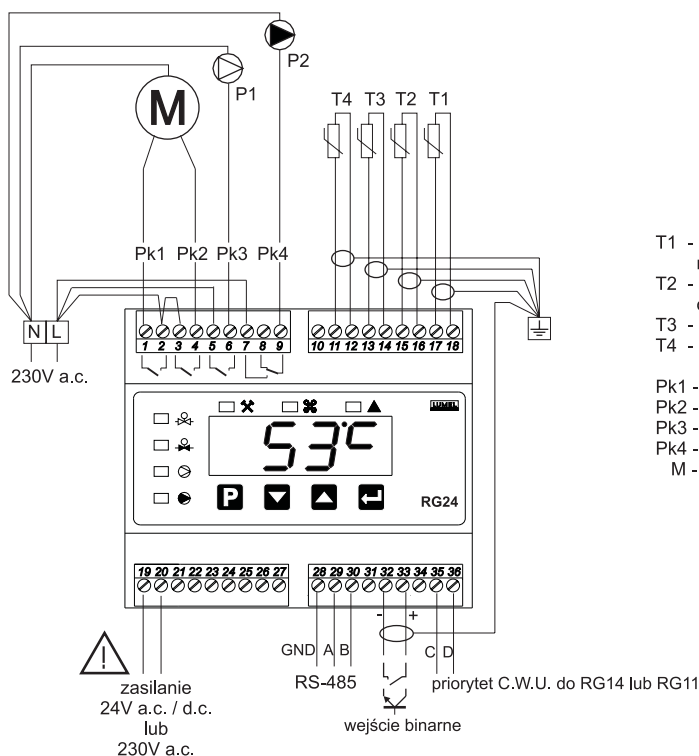 P2
P1
M
T4 T3 T2 T1
Pk1 Pk2 Pk3 Pk4
N L
230V a.c.
1 2 3 4 5 6 7 8 9
10 11 12 13 14 15 16 17 18
T1 -
T2 -
T3 -
T4 -
Pk1 -
Pk2 -
Pk3 -
Pk4 -
M -
LUMEL
53°C
P
RG24
19 20 21 22 23 24 25 26 27
28 29 30 31 32 33 34 35 36
- +
GND A B
C D
RS-485
priorytet C.W.U. do RG14 lub RG11
!
zasilanie
24V a.c. / d.c.
lub
230V a.c.
wejście binarne